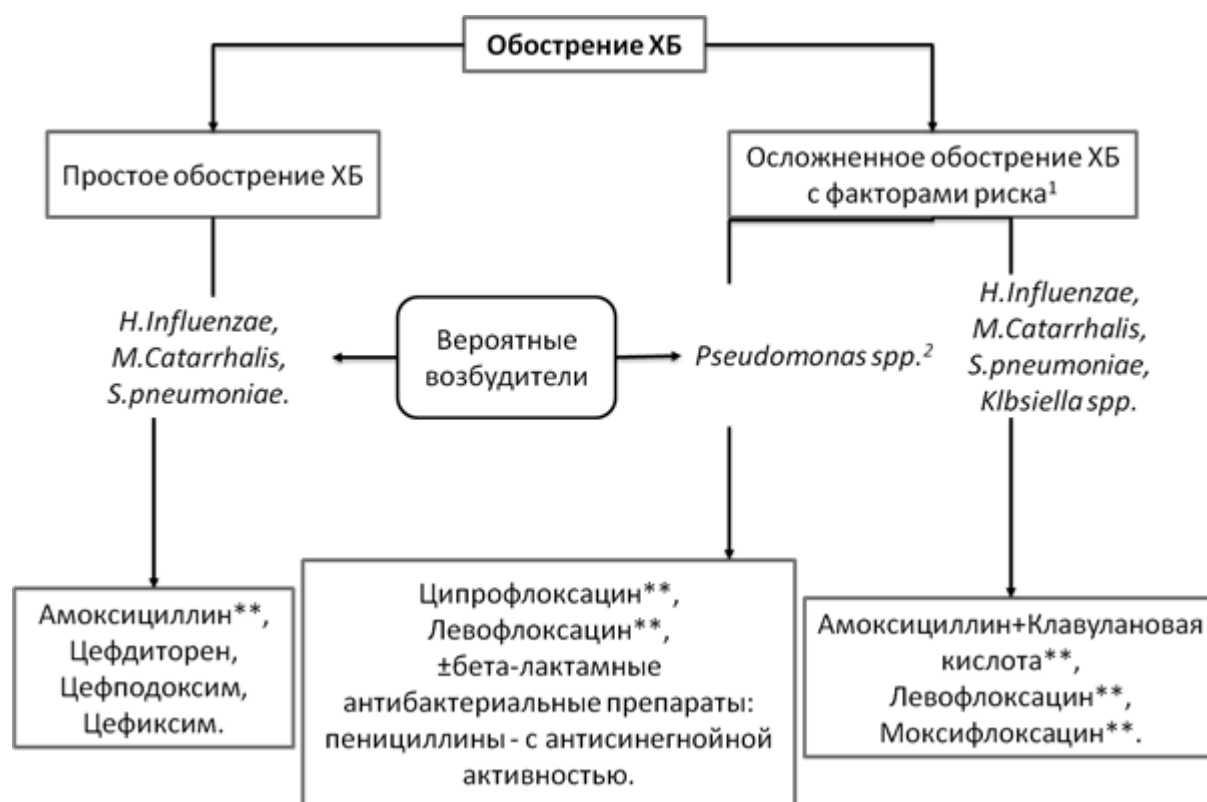 Обострение ХБ
Простое обострение ХБ
Осложненное обострение ХБ
с факторами риска¹
H.Influenzae,
M.Catarrhalis,
S.pneumoniae.
Вероятные
возбудители
Pseudomonas spp.²
H.Influenzae,
M.Catarrhalis,
S.pneumoniae,
Klbsiella spp.
Амоксициллин**,
Цефдиторен,
Цефподоксим,
Цефиксим.
Ципрофлоксацин**,
Левофлоксацин**,
±бета-лактамные
антибактериальные препараты:
пенициллины - с антисинегнойной
активностью.
Амоксициллин+Клавулановая
кислота**,
Левофлоксацин**,
Моксифлоксацин**.